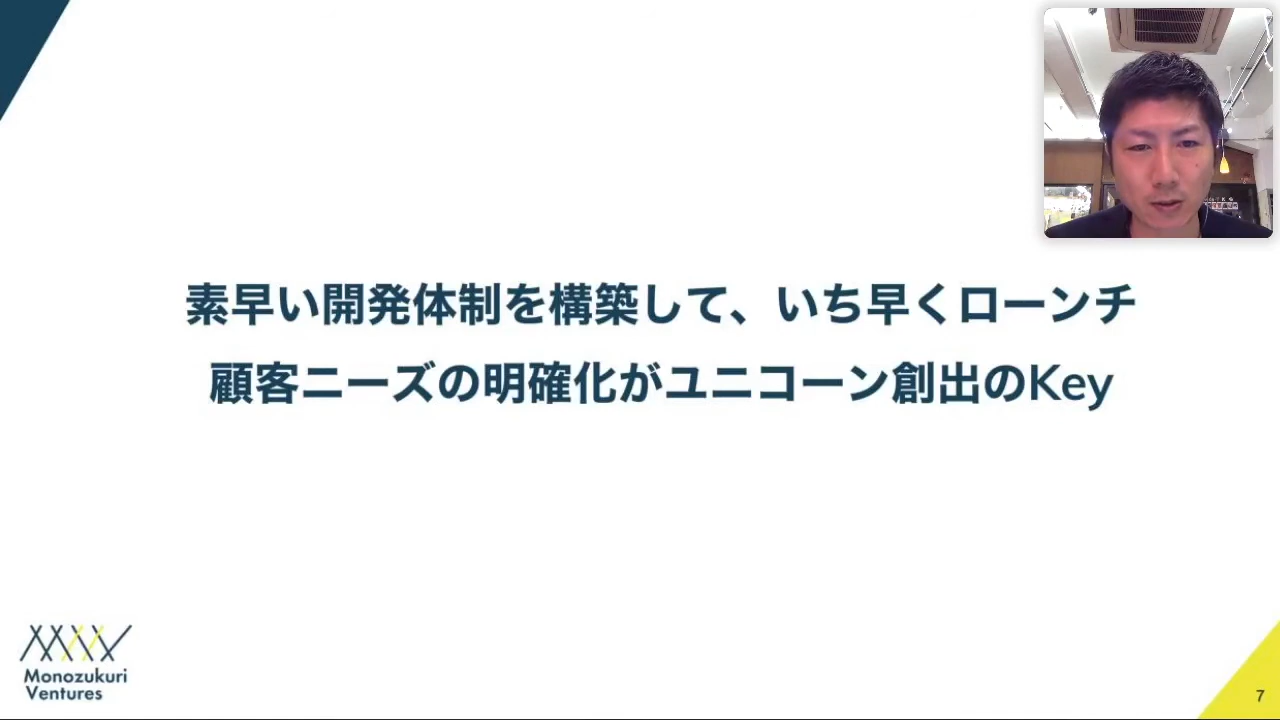 素早い開発体制を構築して、いち早くローンチ
顧客ニーズの明確化がユニコーン創出のKey
Monozukuri
Ventures
7